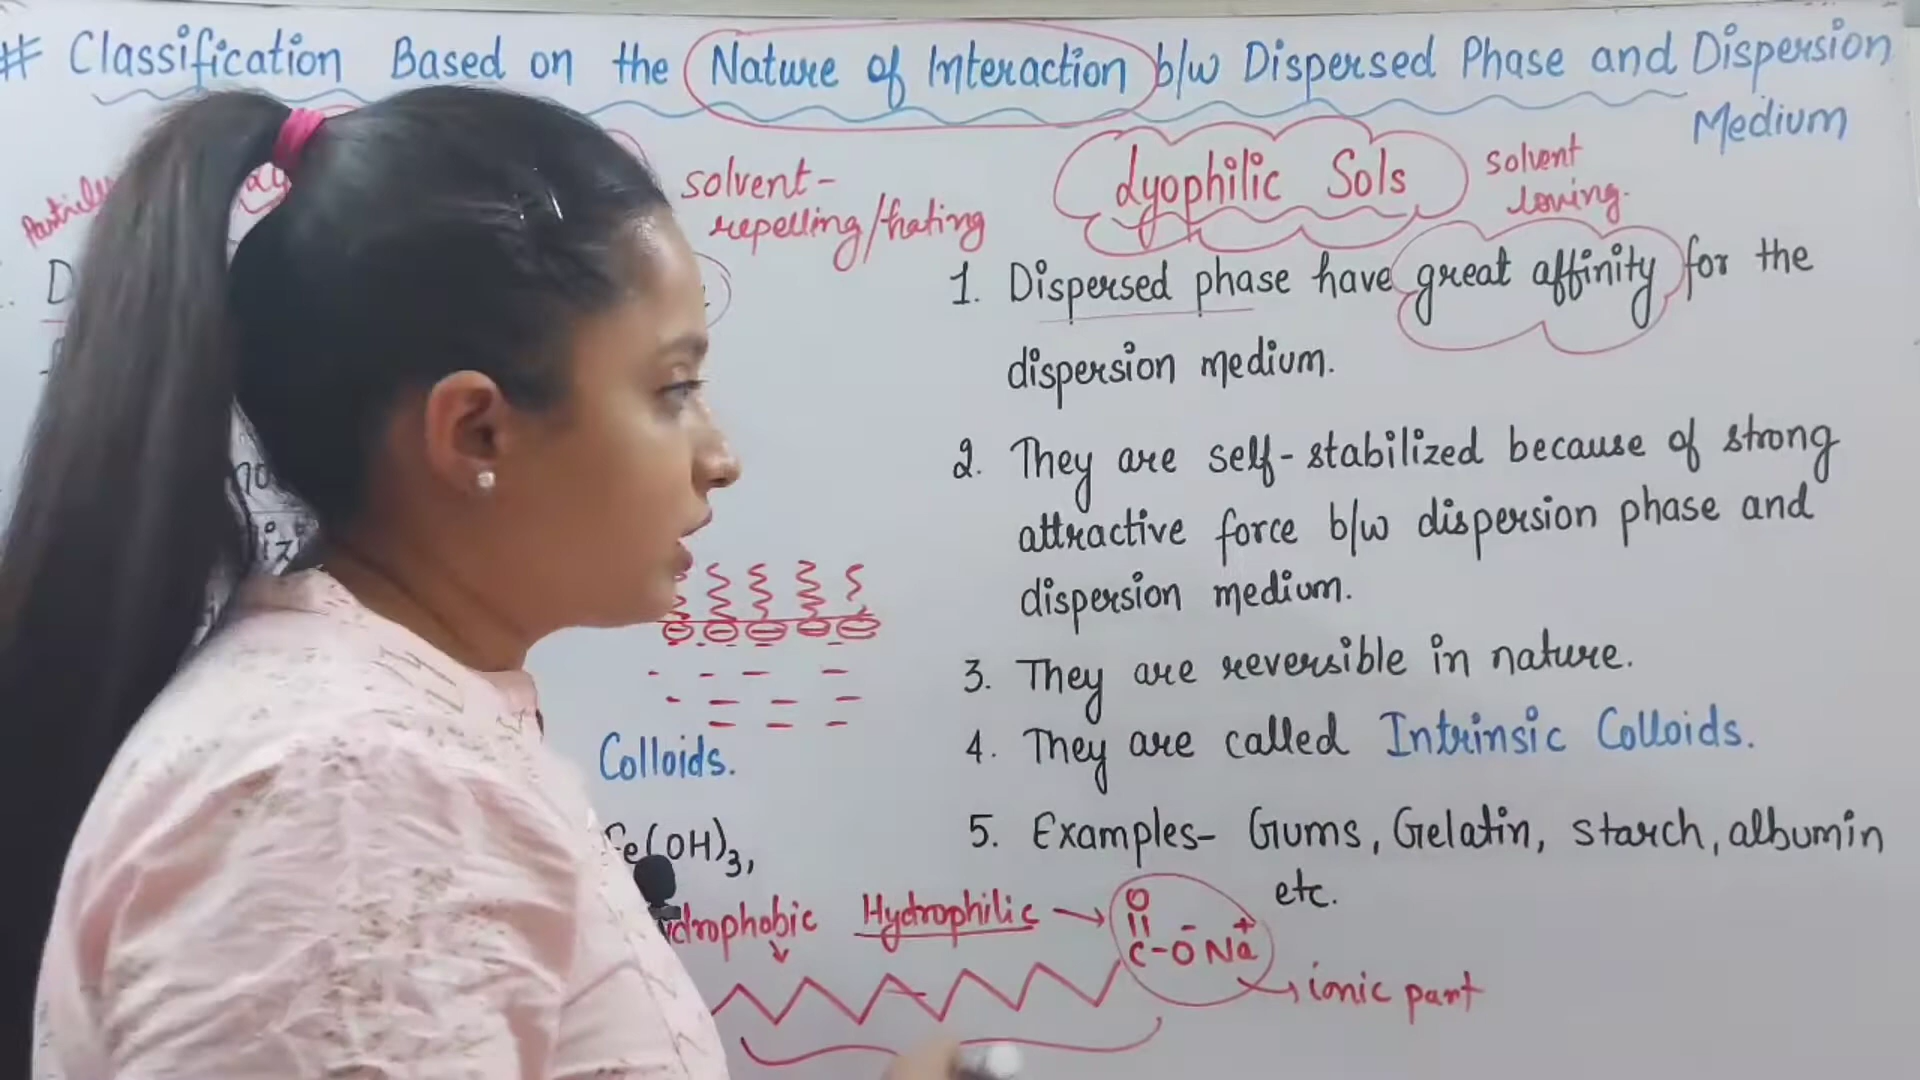 # Classification Based on the Nature of Interaction b/w Dispersed Phase and Dispersion
Medium
solvent-
repelling/hating
Lyophilic Sols
solvent
loving.
1. Dispersed phase have great affinity for the
dispersion medium.
2. They are self-stabilized because of strong
attractive force b/w dispersion phase and
dispersion medium.
3. They are reversible in nature.
4. They are called Intrinsic Colloids.
5. Examples- Gums, Gelatin, starch, albumin
etc.
Particles
Colloids.
Fe(OH)3,
drophobic
Hydrophilic →
O
||
C-O⁻ Na⁺
ionic part